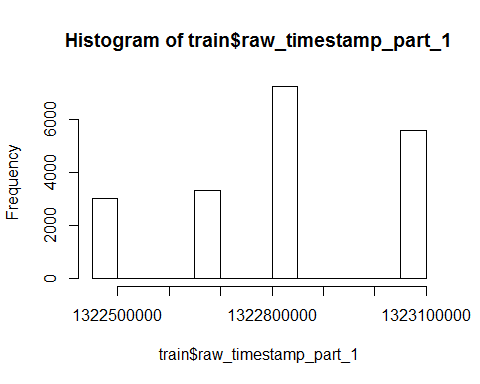 Histogram of train$raw_timestamp_part_1
Frequency
6000
4000
2000
0
1322500000 1322800000 1323100000
train$raw_timestamp_part_1